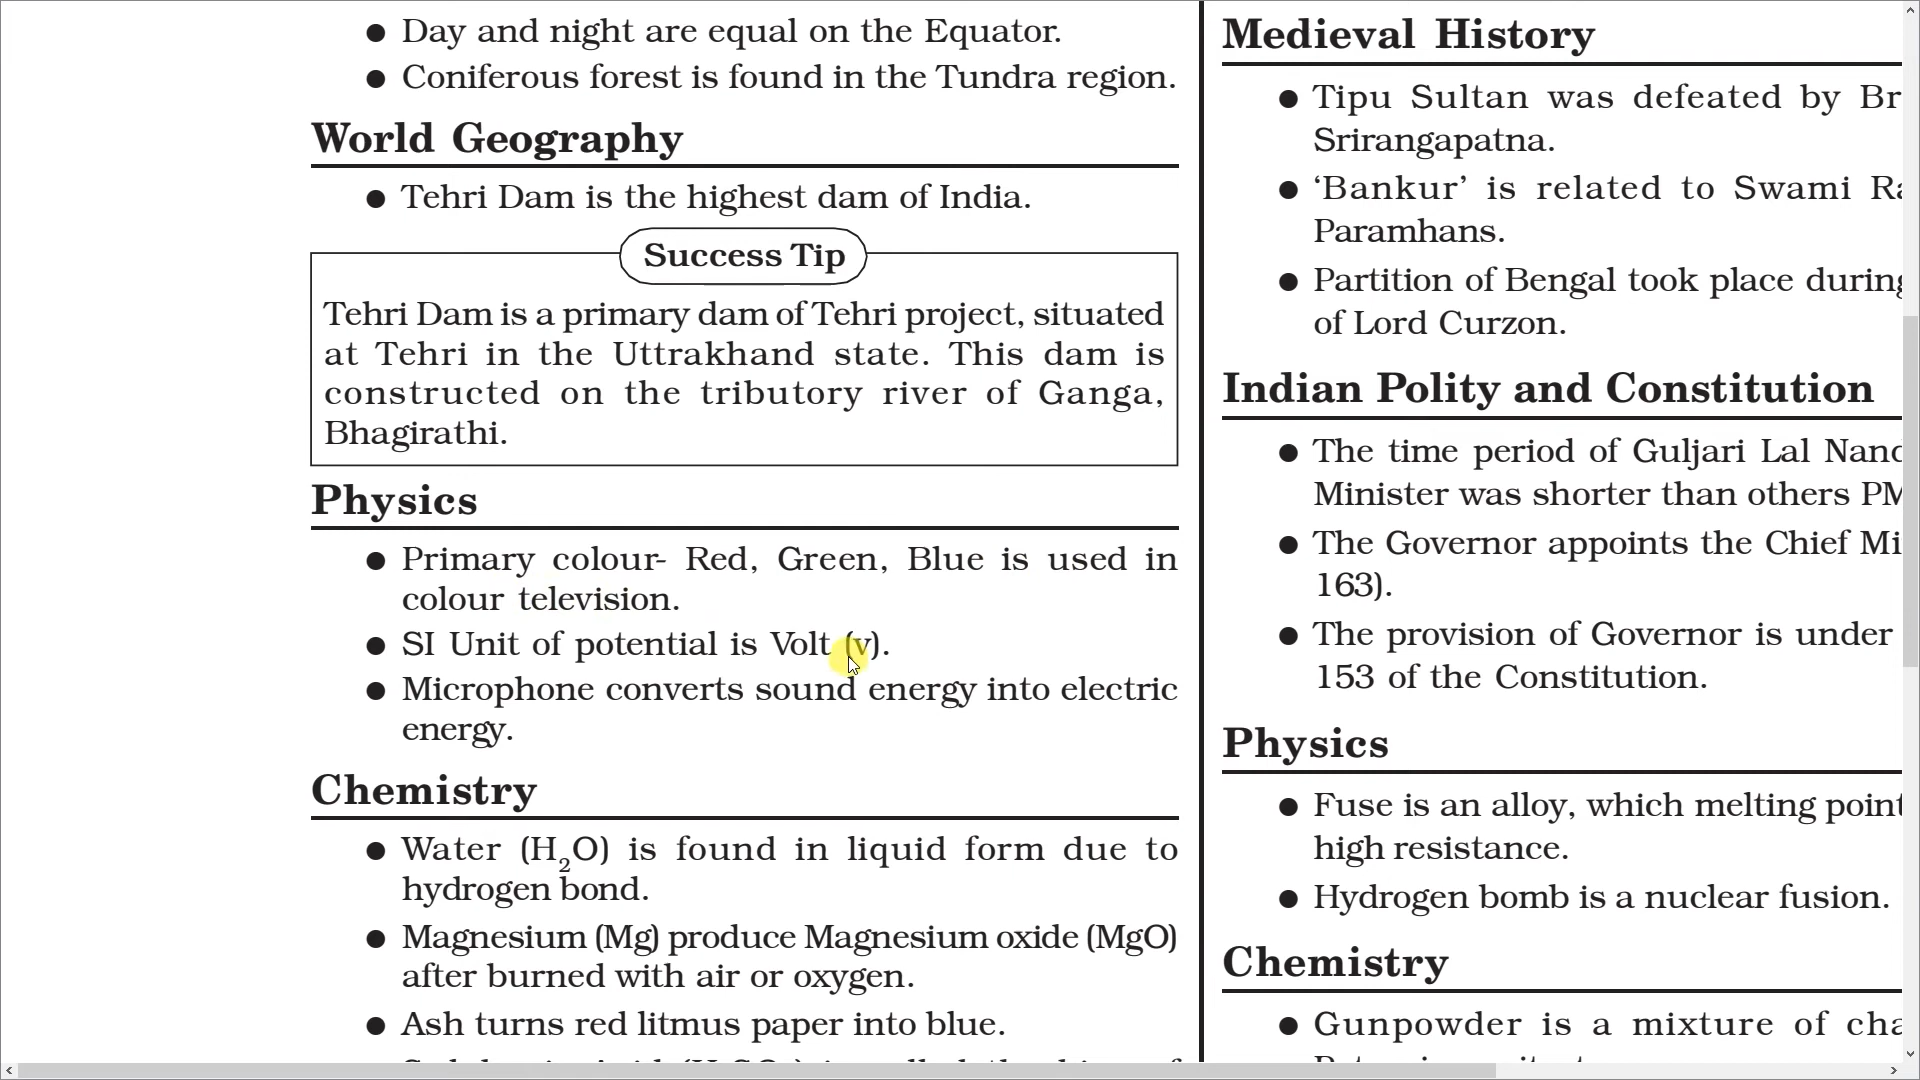 ● Day and night are equal on the Equator.
● Coniferous forest is found in the Tundra region.
World Geography
● Tehri Dam is the highest dam of India.
Success Tip
Tehri Dam is a primary dam of Tehri project, situated
at Tehri in the Uttrakhand state. This dam is
constructed on the tributory river of Ganga,
Bhagirathi.
Physics
● Primary colour- Red, Green, Blue is used in
colour television.
● SI Unit of potential is Volt (v).
● Microphone converts sound energy into electric
energy.
Chemistry
● Water (H₂O) is found in liquid form due to
hydrogen bond.
● Magnesium (Mg) produce Magnesium oxide (MgO)
after burned with air or oxygen.
● Ash turns red litmus paper into blue.
Medieval History
● Tipu Sultan was defeated by Br
Srirangapatna.
● ‘Bankur’ is related to Swami Ra
Paramhans.
● Partition of Bengal took place during
of Lord Curzon.
Indian Polity and Constitution
● The time period of Guljari Lal Nand
Minister was shorter than others PM
● The Governor appoints the Chief Mi
163).
● The provision of Governor is under
153 of the Constitution.
Physics
● Fuse is an alloy, which melting point
high resistance.
● Hydrogen bomb is a nuclear fusion.
Chemistry
● Gunpowder is a mixture of cha